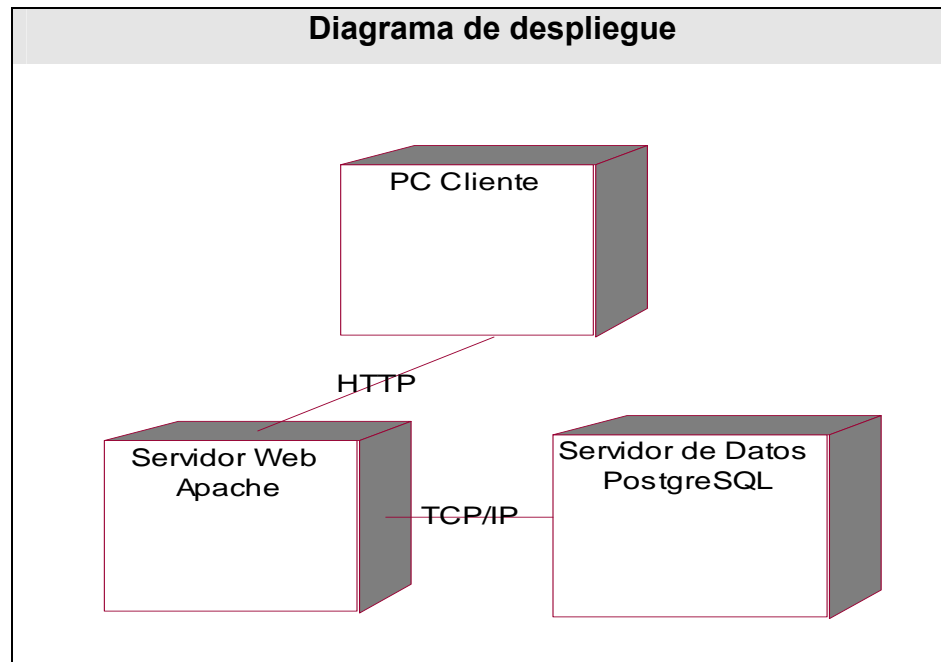 Diagrama de despliegue
PC Cliente
HTTP
Servidor Web
Apache
TCP/IP
Servidor de Datos
PostgreSQL